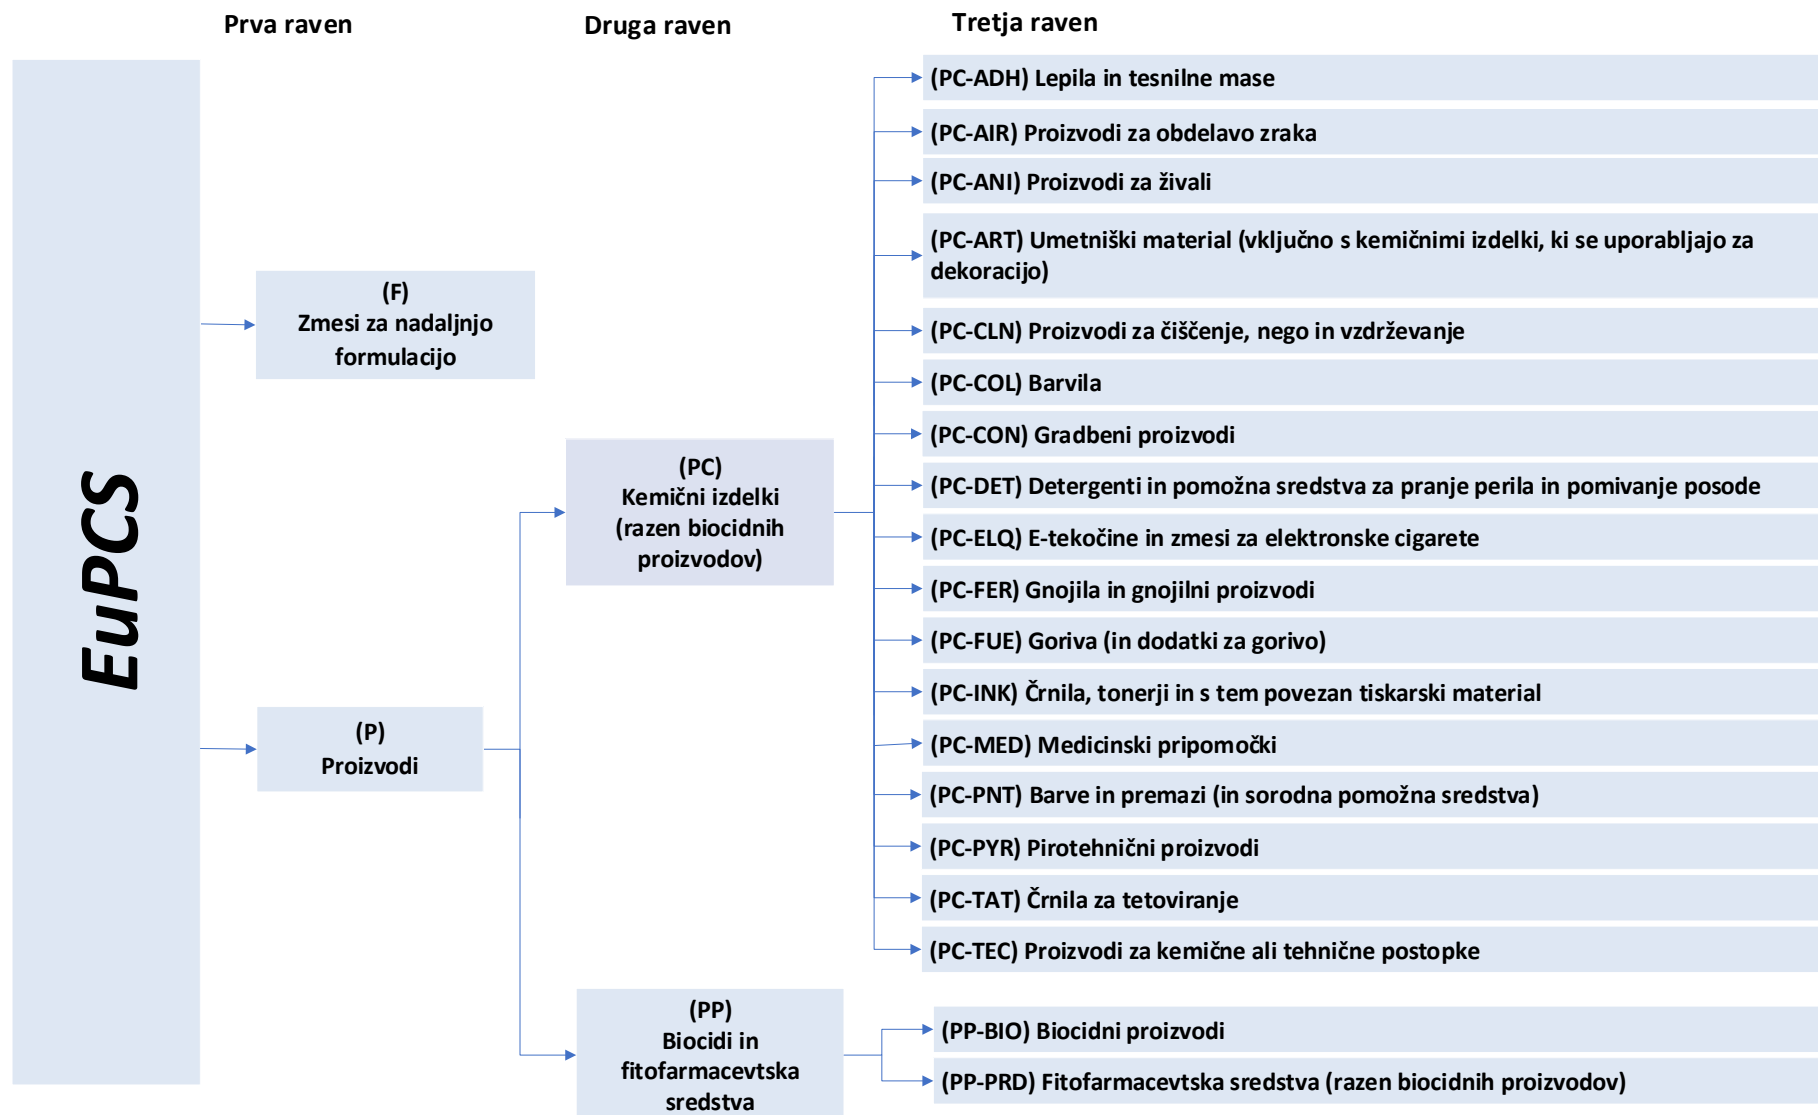 Prva raven
Druga raven
Tretja raven
EuPCS
(F)
Zmesi za nadaljnjo
formulacijo
(P)
Proizvodi
(PC)
Kemični izdelki
(razen biocidnih
proizvodov)
(PP)
Biocidi in
fitofarmacevtska
sredstva
(PC-ADH) Lepila in tesnilne mase
(PC-AIR) Proizvodi za obdelavo zraka
(PC-ANI) Proizvodi za živali
(PC-ART) Umetniški material (vključno s kemičnimi izdelki, ki se uporabljajo za
dekoracijo)
(PC-CLN) Proizvodi za čiščenje, nego in vzdrževanje
(PC-COL) Barvila
(PC-CON) Gradbeni proizvodi
(PC-DET) Detergenti in pomožna sredstva za pranje perila in pomivanje posode
(PC-ELQ) E-tekočine in zmesi za elektronske cigarete
(PC-FER) Gnojila in gnojilni proizvodi
(PC-FUE) Goriva (in dodatki za gorivo)
(PC-INK) Črnila, tonerji in s tem povezan tiskarski material
(PC-MED) Medicinski pripomočki
(PC-PNT) Barve in premazi (in sorodna pomožna sredstva)
(PC-PYR) Pirotehnični proizvodi
(PC-TAT) Črnila za tetoviranje
(PC-TEC) Proizvodi za kemične ali tehnične postopke
(PP-BIO) Biocidni proizvodi
(PP-PRD) Fitofarmacevtska sredstva (razen biocidnih proizvodov)